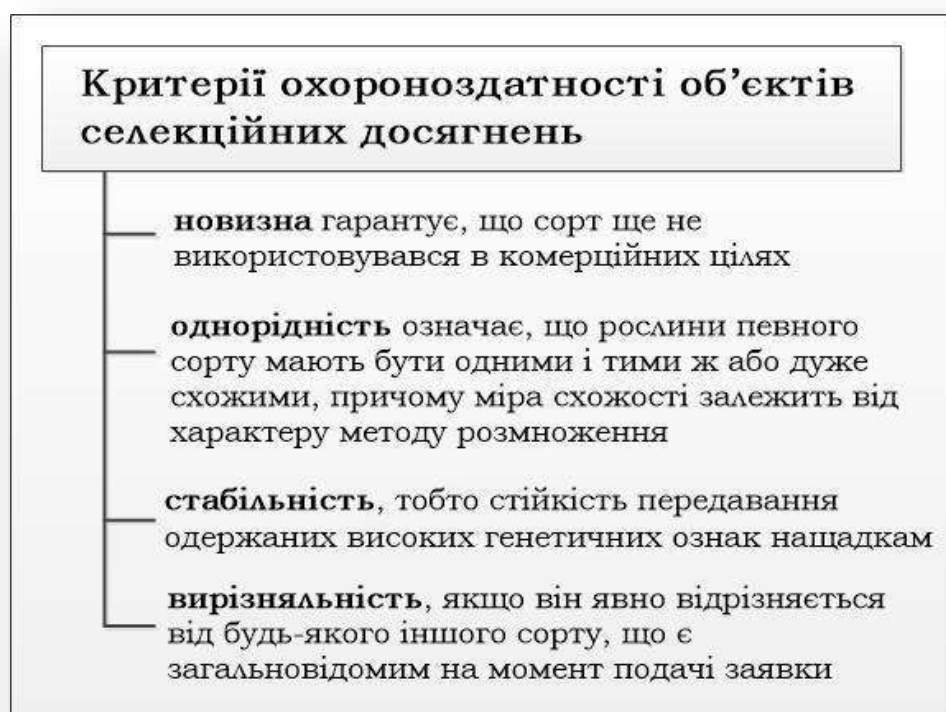 Критерії охороноздатності об’єктів
селекційних досягнень
новизна гарантує, що сорт ще не
використовувався в комерційних цілях
однорідність означає, що рослини певного
сорту мають бути одними і тими ж або дуже
схожими, причому міра схожості залежить від
характеру методу розмноження
стабільність, тобто стійкість передавання
одержаних високих генетичних ознак нащадкам
вирізняльність, якщо він явно відрізняється
від будь-якого іншого сорту, що є
загальновідомим на момент подачі заявки